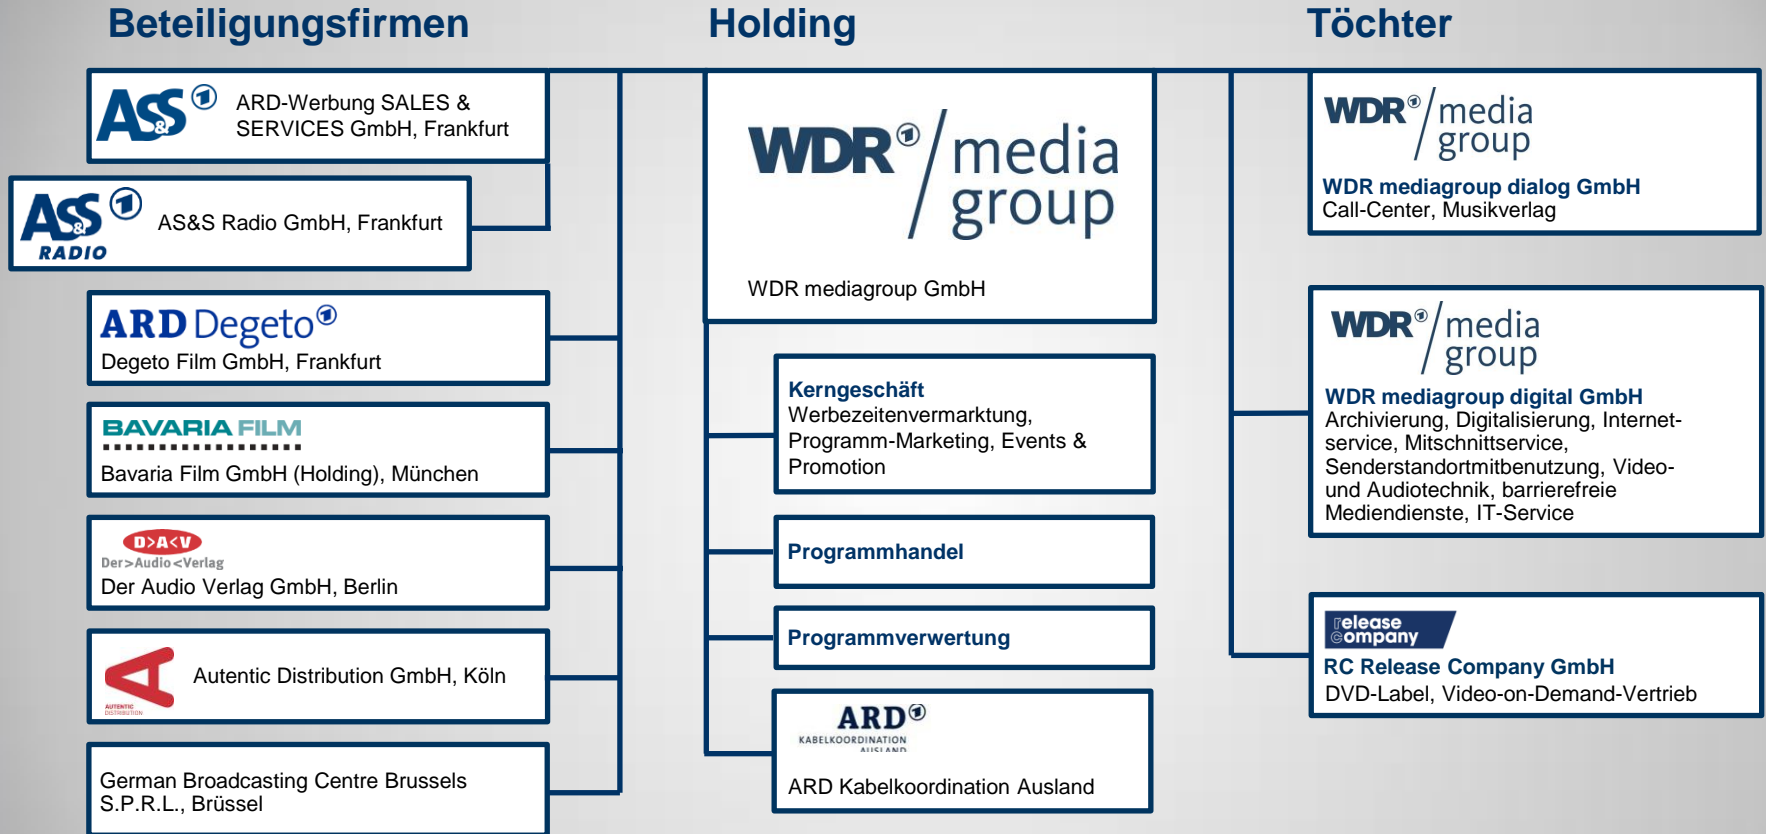 Beteiligungsfirmen
AS&S
ARD-Werbung SALES &
SERVICES GmbH, Frankfurt
AS&S
RADIO
AS&S Radio GmbH, Frankfurt
ARD Degeto
Degeto Film GmbH, Frankfurt
BAVARIA FILM
Bavaria Film GmbH (Holding), München
D>A<V
Der>Audio<Verlag
Der Audio Verlag GmbH, Berlin
AUTENTIC
DISTRIBUTION
Autentic Distribution GmbH, Köln
German Broadcasting Centre Brussels
S.P.R.L., Brüssel
Holding
WDR / media
group
WDR mediagroup GmbH
Kerngeschäft
Werbezeitenvermarktung,
Programm-Marketing, Events &
Promotion
Programmhandel
Programmverwertung
ARD
KABELKOORDINATION
AUSLAND
ARD Kabelkoordination Ausland
Töchter
WDR / media
group
WDR mediagroup dialog GmbH
Call-Center, Musikverlag
WDR / media
group
WDR mediagroup digital GmbH
Archivierung, Digitalisierung, Internet-
service, Mitschnittservice,
Senderstandortmitbenutzung, Video-
und Audiotechnik, barrierefreie
Mediendienste, IT-Service
release
company
RC Release Company GmbH
DVD-Label, Video-on-Demand-Vertrieb